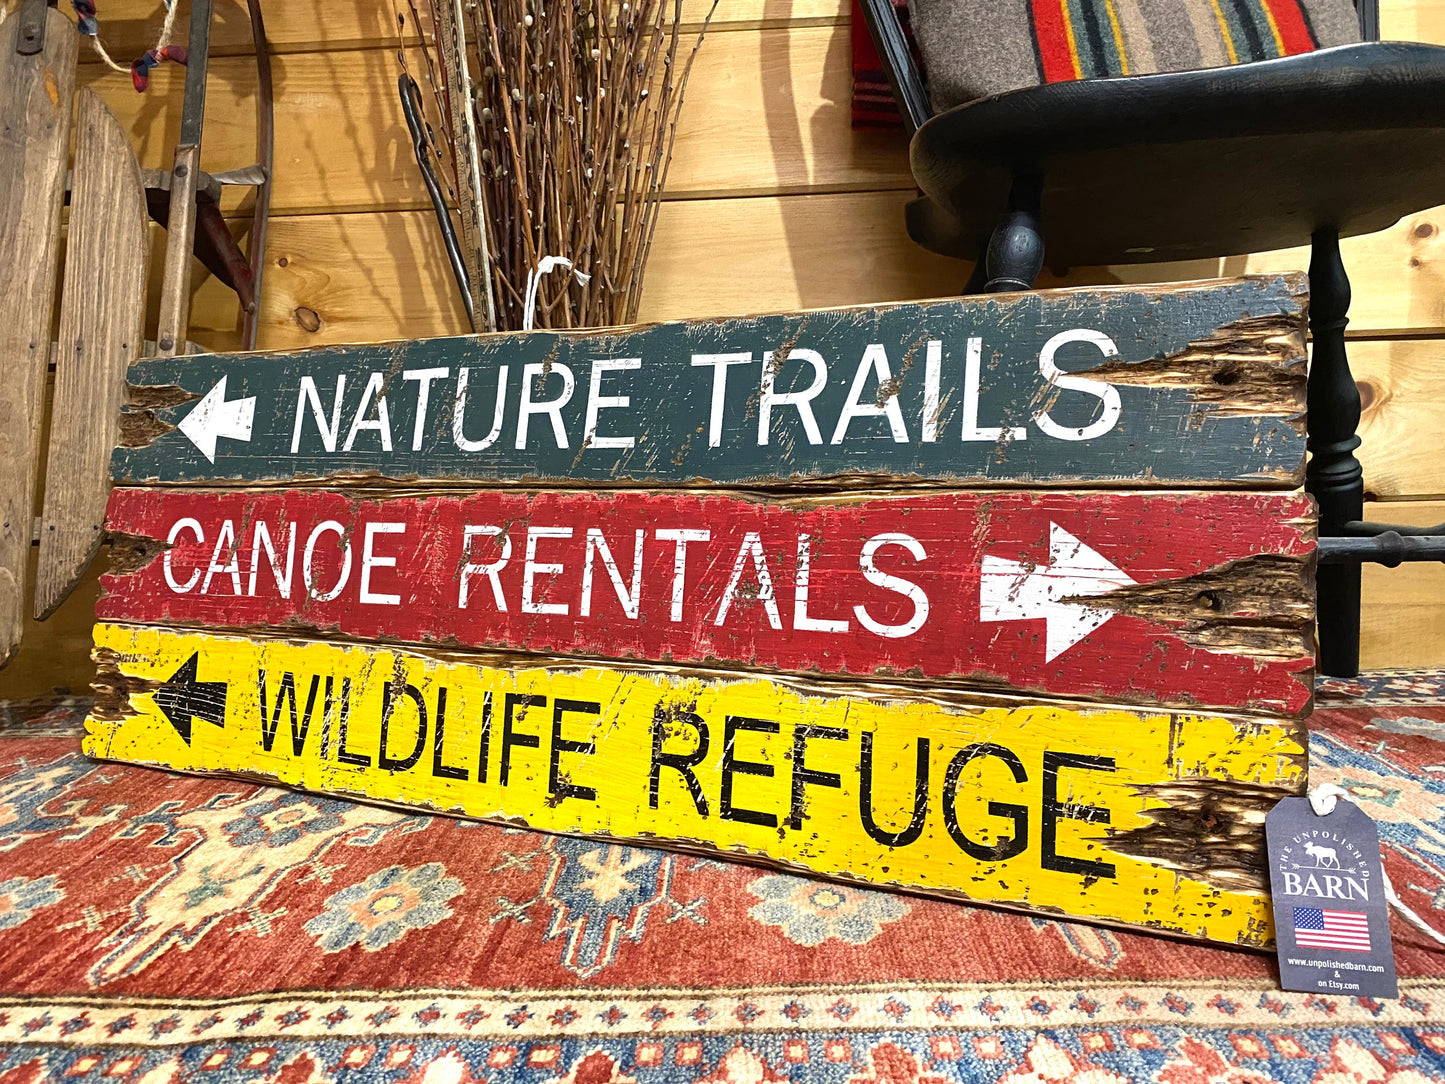 NATURE TRAILS
CANOE RENTALS
WILDLIFE REFUGE
THE UNPOLISHED
BARN
www.unpolishedbarn.com
&
on Etsy.com